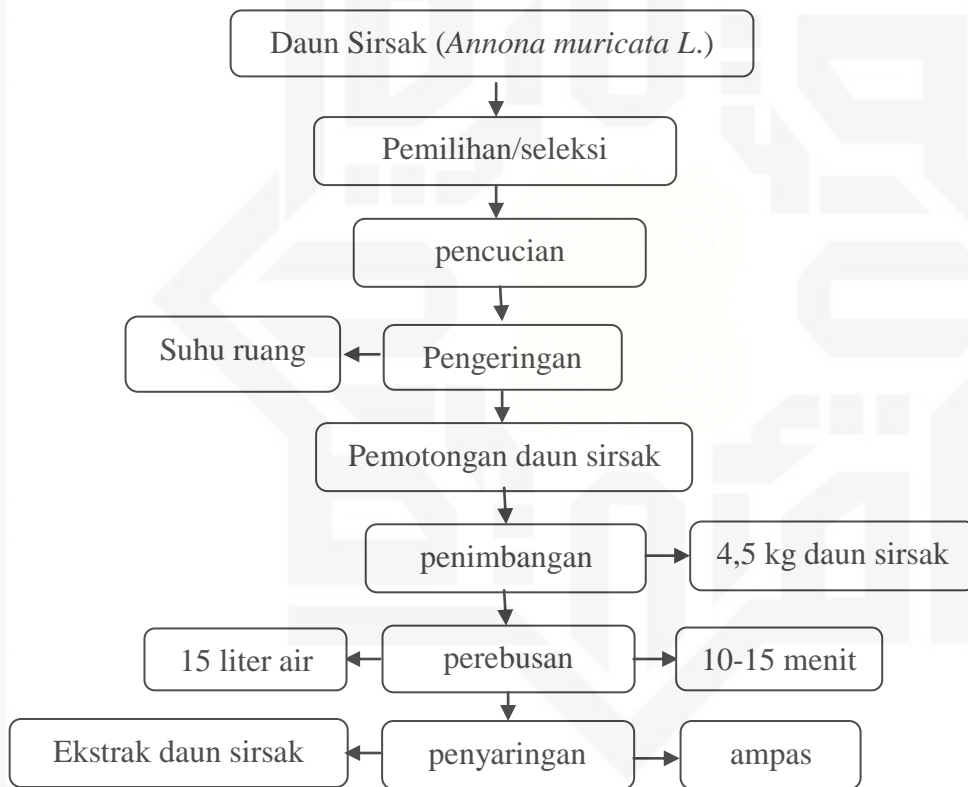 Daun Sirsak (Annona muricata L.)
Pemilihan/seleksi
pencucian
Suhu ruang
Pengeringan
Pemotongan daun sirsak
penimbangan
4,5 kg daun sirsak
15 liter air
perebusan
10-15 menit
Ekstrak daun sirsak
penyaringan
ampas